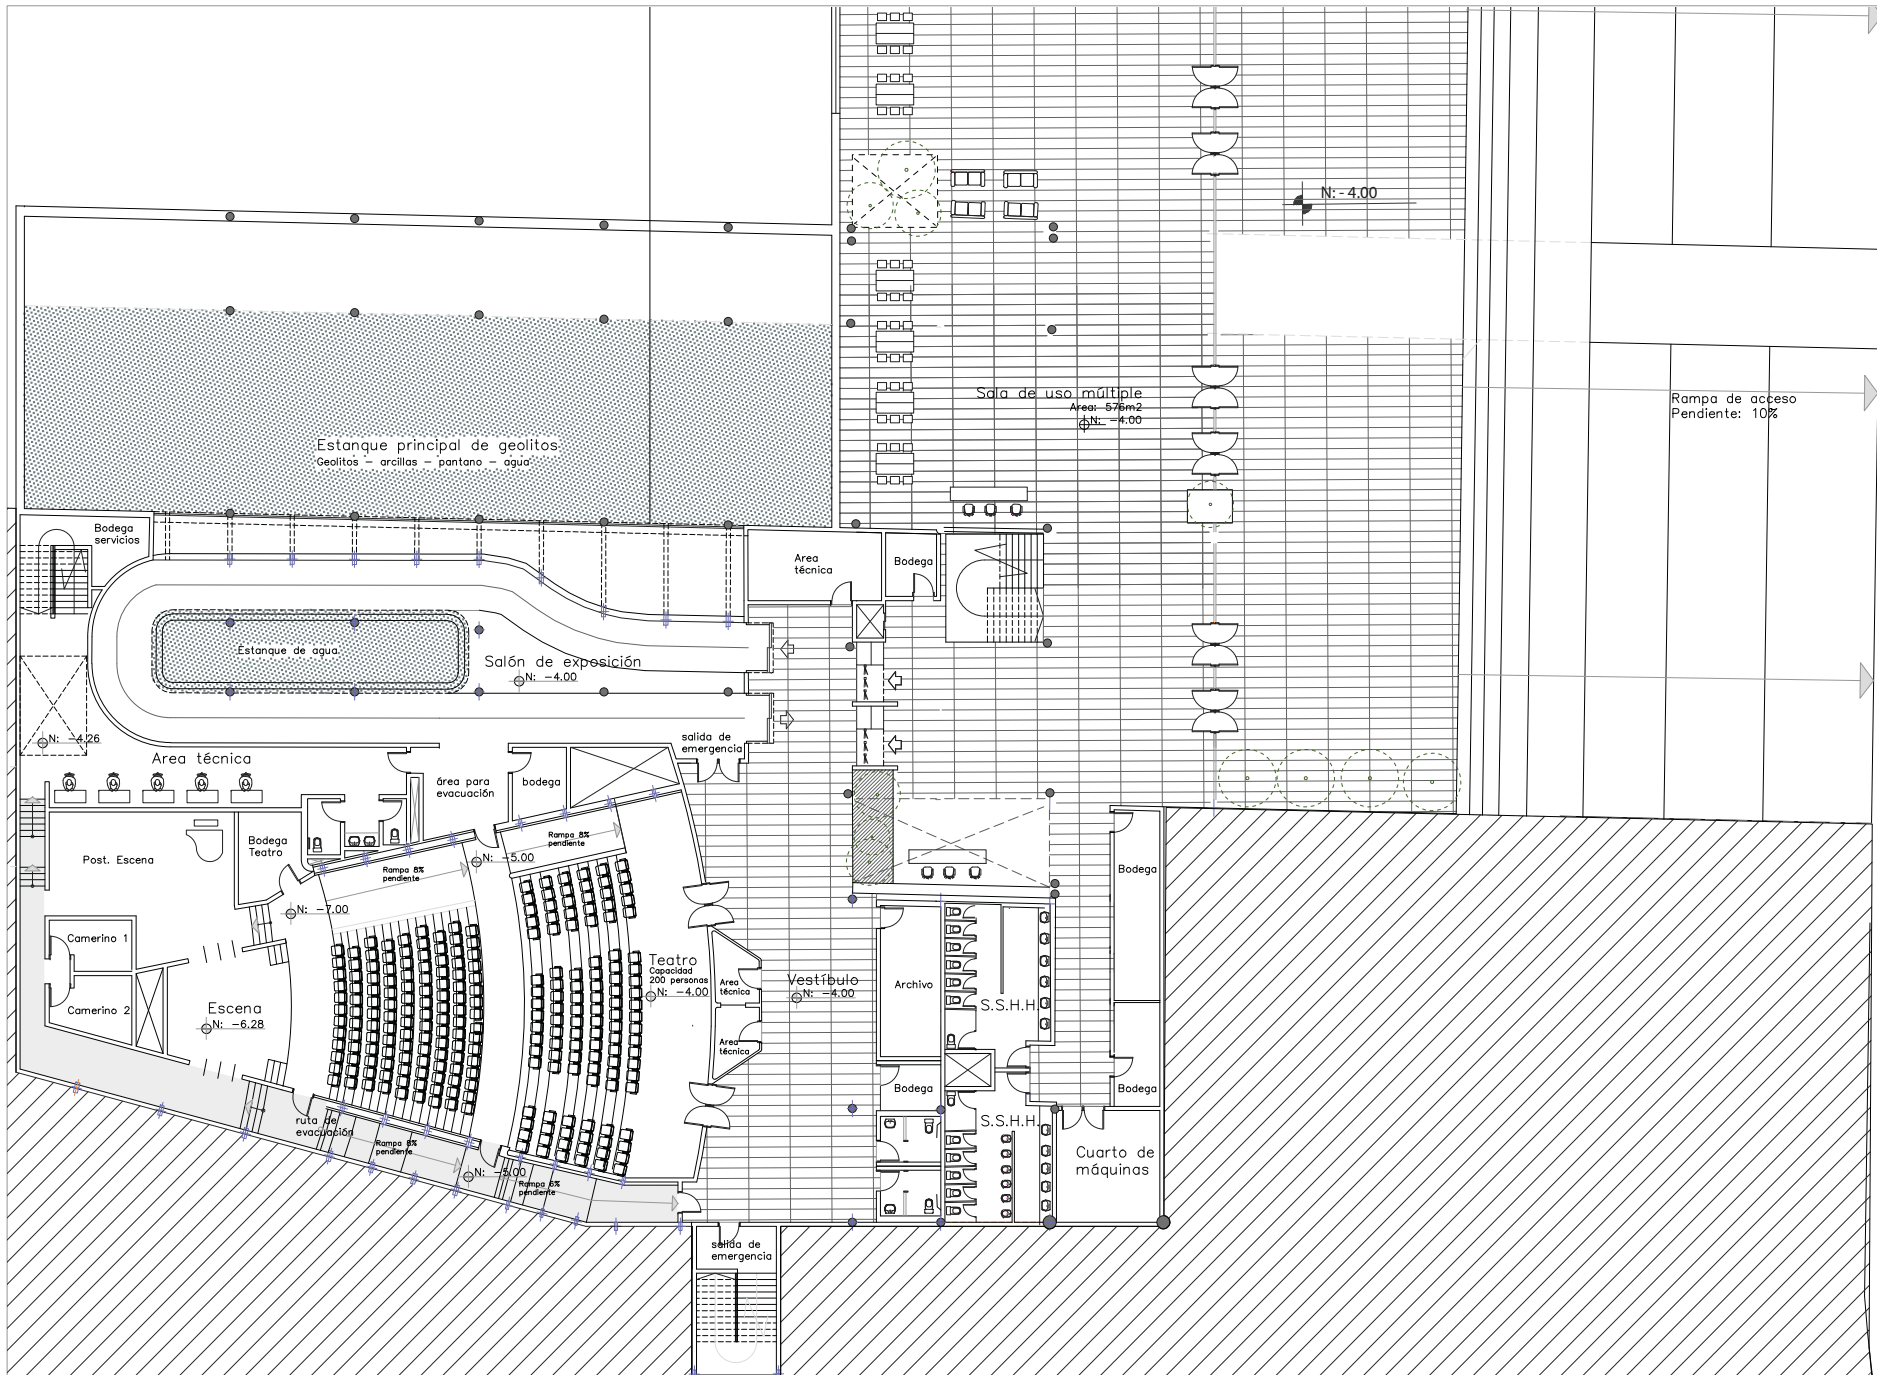 N: -4.00
Sala de uso múltiple
Area: 576m2
N: -4.00
Rampa de acceso
Pendiente: 10%
Estanque principal de geolitos
Geolitos - arcillas - pantano - agua
Bodega
servicios
Area
técnica
Bodega
Estanque de agua
Salón de exposición
N: -4.00
N: -4.26
Area técnica
salida de
emergencia
área para
evacuación
bodega
Post. Escena
Bodega
Teatro
Rampa 8%
pendiente
N: -5.00
Rampa 8%
pendiente
N: -7.00
Camerino 1
Camerino 2
Escena
N: -6.28
Teatro
Capacidad
200 personas
N: -4.00
Area
técnica
Area
técnica
Vestíbulo
N: -4.00
Archivo
S.S.H.H.
Bodega
Bodega
Bodega
S.S.H.H.
Cuarto de
máquinas
ruta de
evacuación
Rampa 8%
pendiente
N: -5.00
Rampa 6%
pendiente
salida de
emergencia